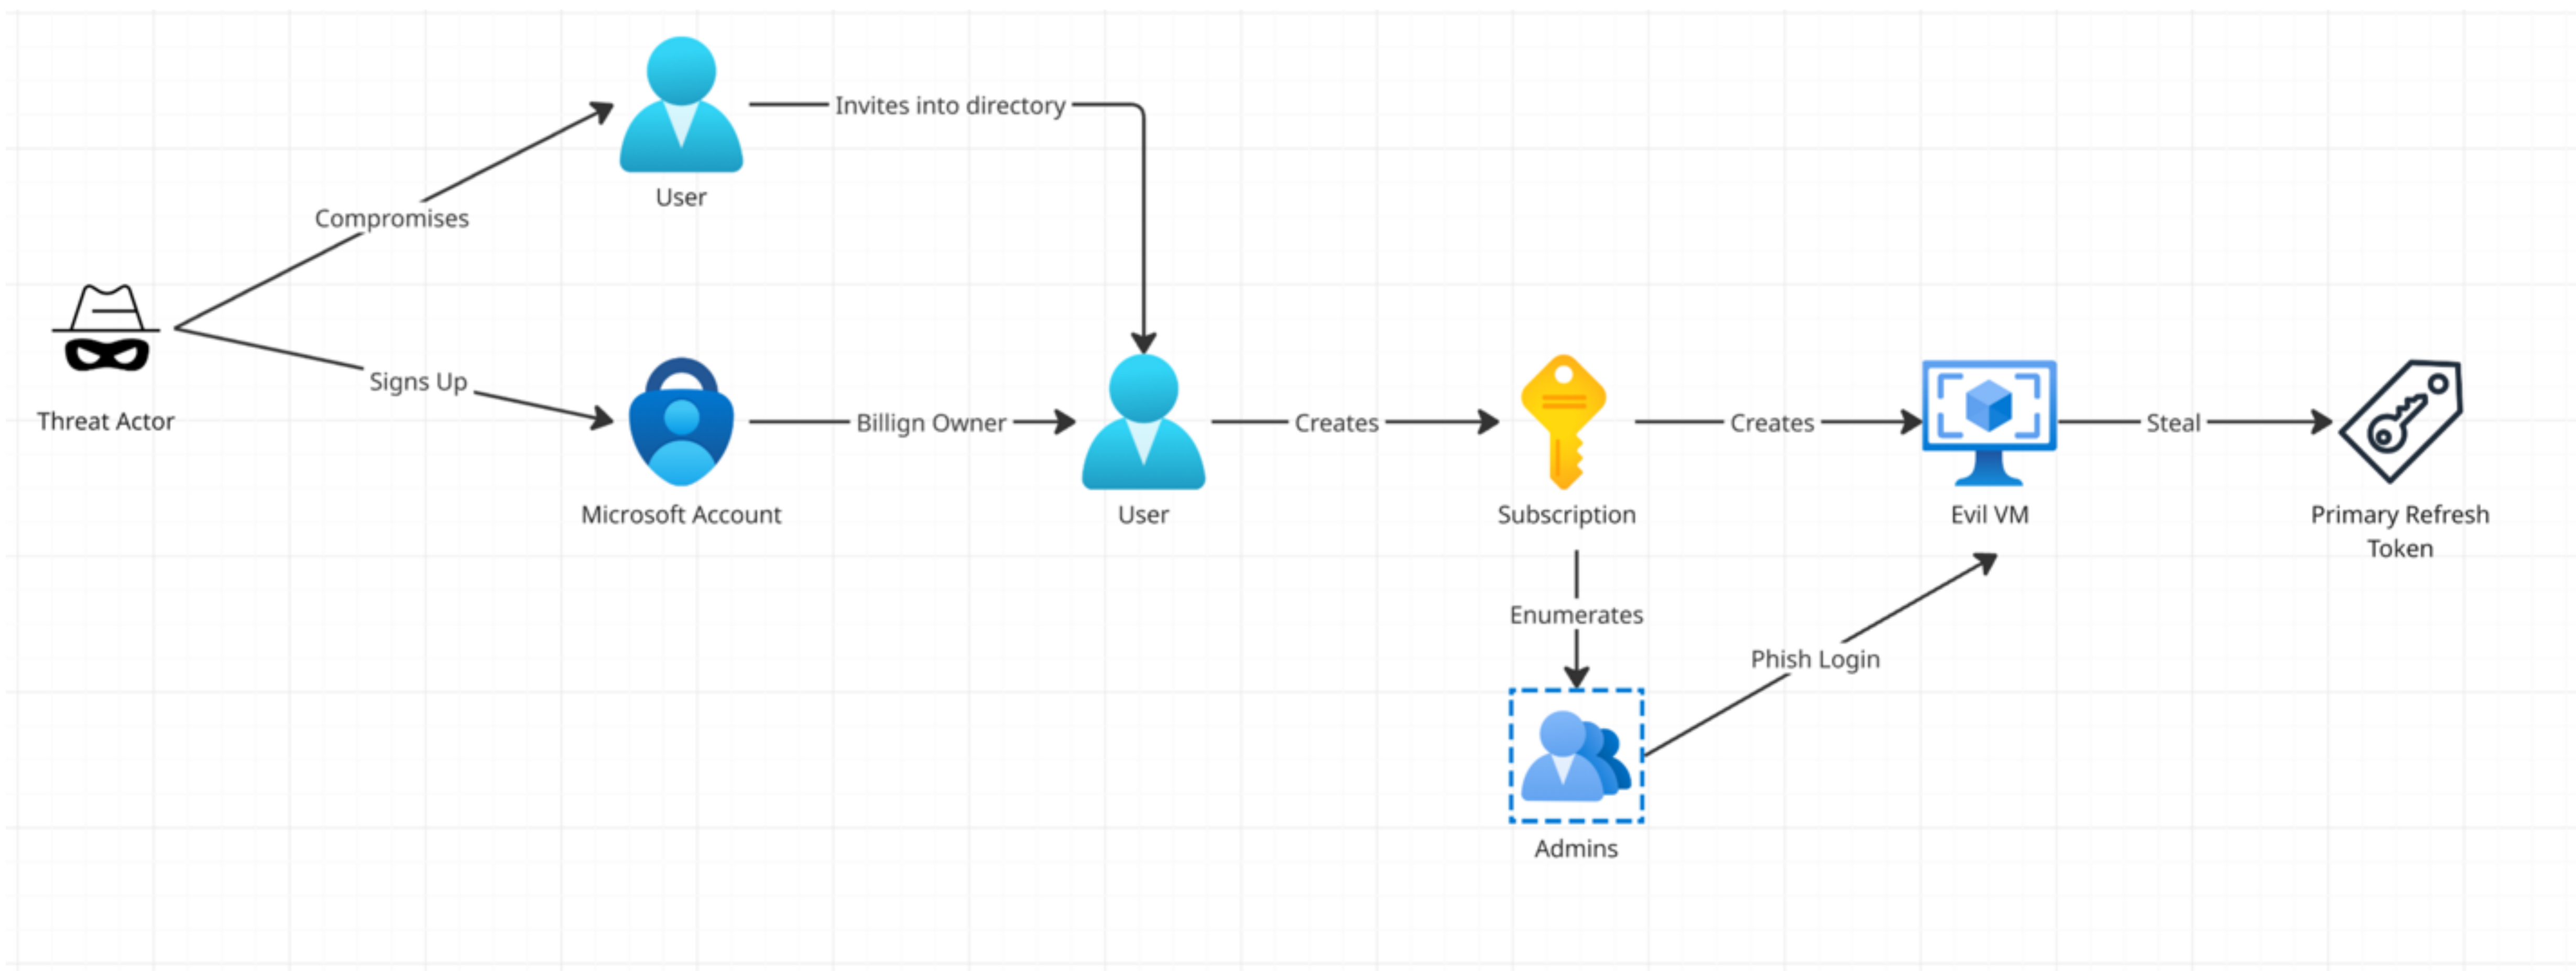 Invites into directory
User
Compromises
Signs Up
Threat Actor
Billign Owner
Creates
Creates
Steal
Microsoft Account
User
Subscription
Evil VM
Primary Refresh
Token
Enumerates
Phish Login
Admins